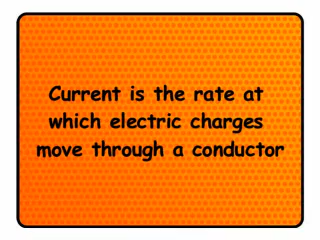 Current is the rate at
which electric charges
move through a conductor